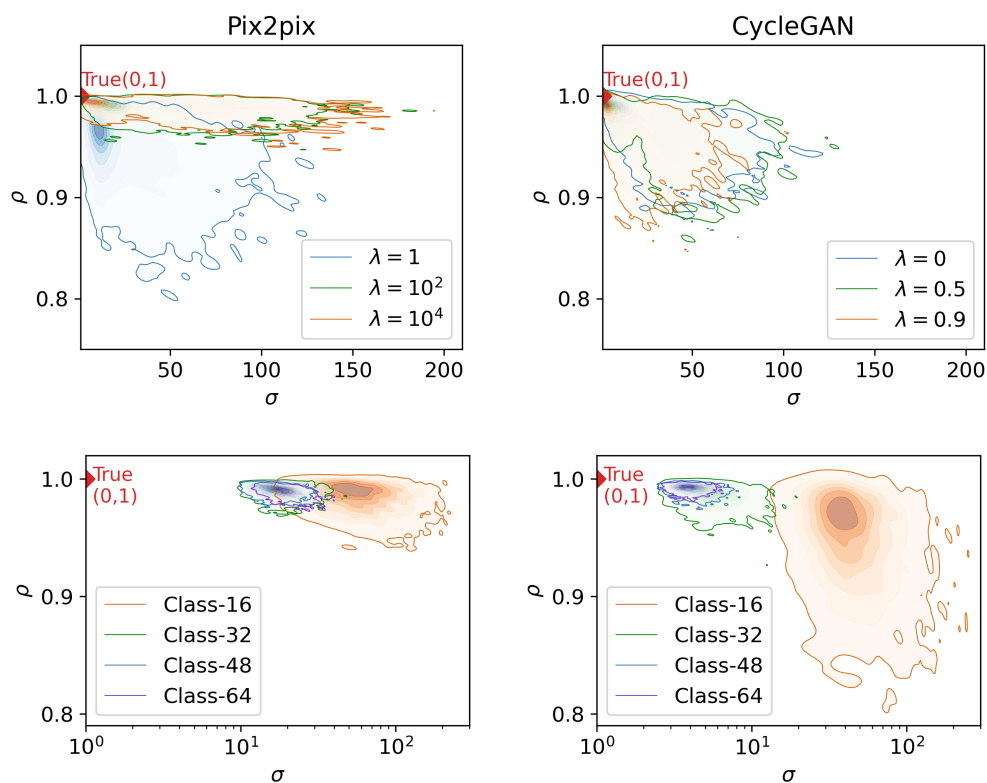 Pix2pix
True(0,1)
1.0
0.9
0.8
ρ
50
100
150
200
σ
λ = 1
λ = 10²
λ = 10⁴
CycleGAN
True(0,1)
1.0
0.9
0.8
ρ
50
100
150
200
σ
λ = 0
λ = 0.5
λ = 0.9
True
(0,1)
1.0
0.9
0.8
ρ
Class-16
Class-32
Class-48
Class-64
10⁰
10¹
10²
σ
True
(0,1)
1.0
0.9
0.8
ρ
Class-16
Class-32
Class-48
Class-64
10⁰
10¹
10²
σ